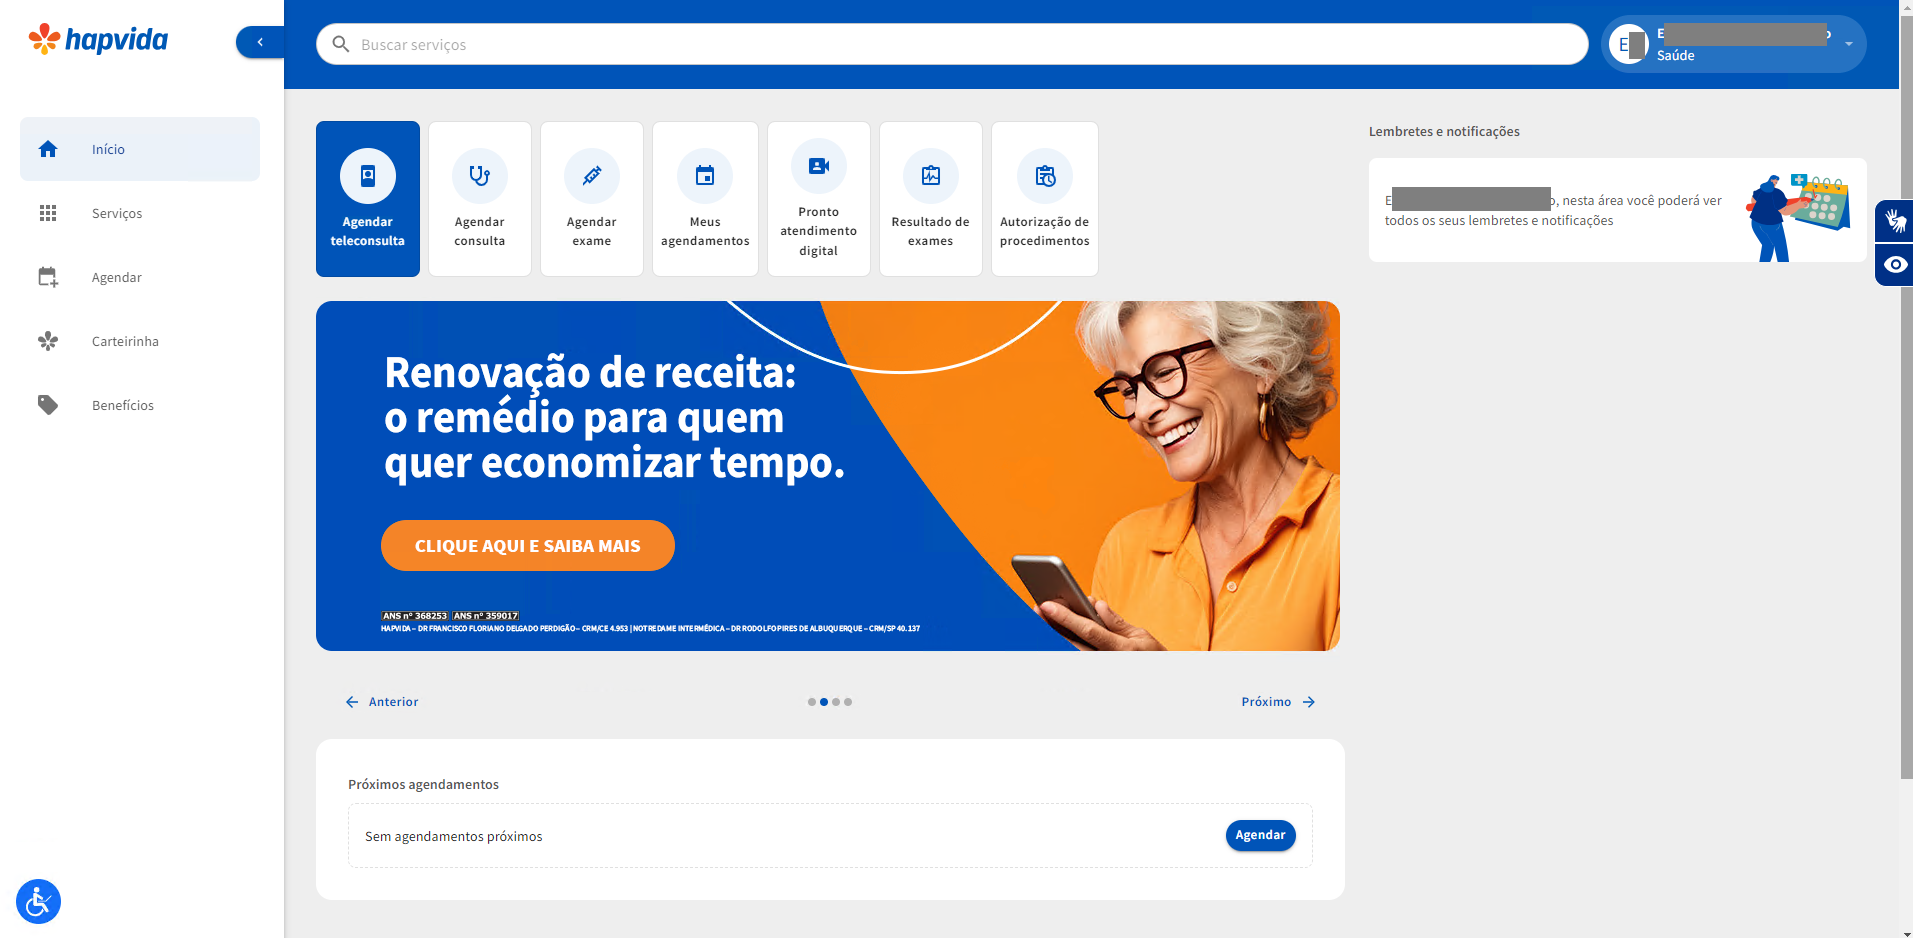 hapvida
Buscar serviços
E
Saúde
Início
Serviços
Agendar
Carteirinha
Benefícios
Agendar
teleconsulta
Agendar
consulta
Agendar
exame
Meus
agendamentos
Pronto
atendimento
digital
Resultado de
exames
Autorização de
procedimentos
Lembretes e notificações
E o, nesta área você poderá ver
todos os seus lembretes e notificações
Renovação de receita:
o remédio para quem
quer economizar tempo.
CLIQUE AQUI E SAIBA MAIS
ANS nº 368253 ANS nº 359017
HAPVIDA – DR FRANCISCO FLORIANO DELGADO PERDIGÃO – CRM/CE 4.953 | NOTREDAME INTERMÉDICA – DR RODOLFO PIRES DE ALBUQUERQUE – CRM/SP 40.137
Anterior
Próximo
Próximos agendamentos
Sem agendamentos próximos
Agendar